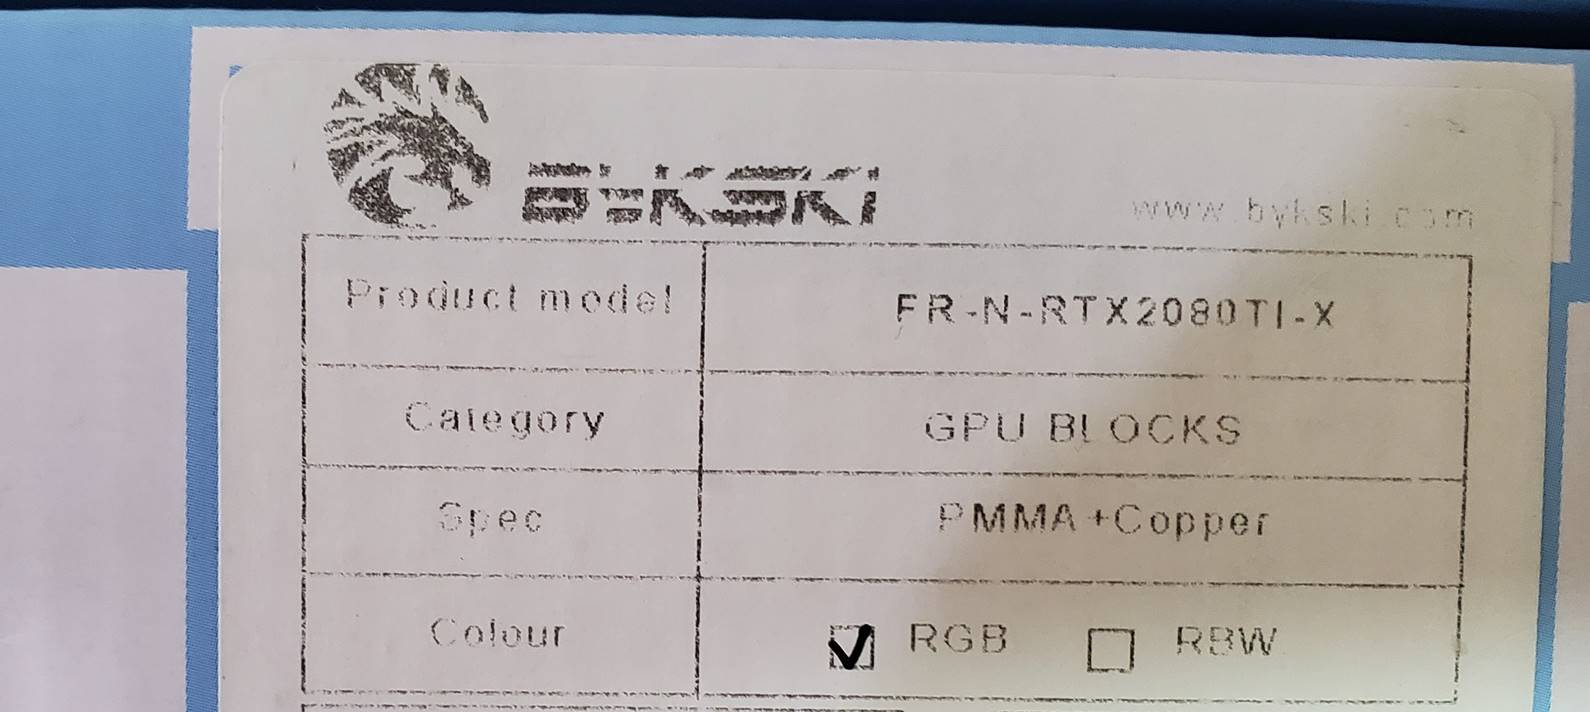 BYKSKI
www.bykski.com
Product model FR-N-RTX2080TI-X
Category GPU BLOCKS
Spec PMMA+Copper
Colour ☑ RGB ☐ RBW